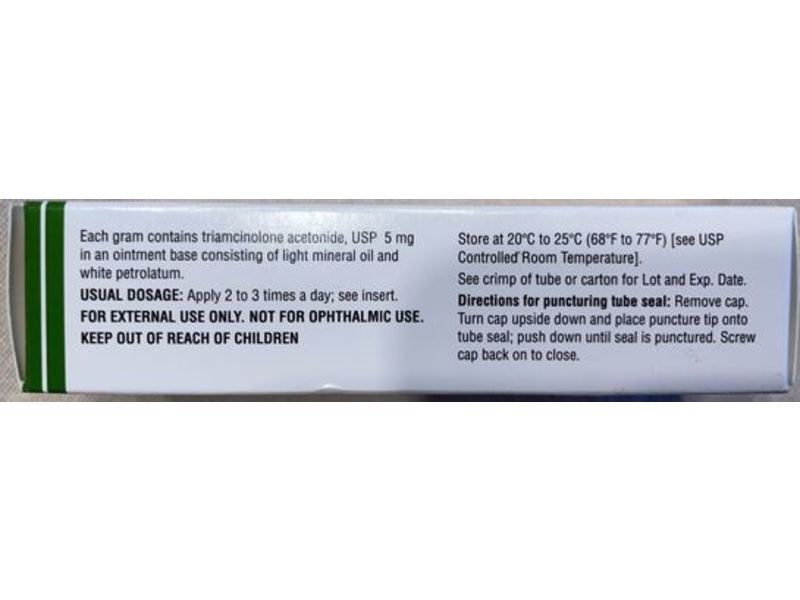 Each gram contains triamcinolone acetonide, USP 5 mg
in an ointment base consisting of light mineral oil and
white petrolatum.
USUAL DOSAGE: Apply 2 to 3 times a day; see insert.
FOR EXTERNAL USE ONLY. NOT FOR OPHTHALMIC USE.
KEEP OUT OF REACH OF CHILDREN
Store at 20°C to 25°C (68°F to 77°F) [see USP
Controlled Room Temperature].
See crimp of tube or carton for Lot and Exp. Date.
Directions for puncturing tube seal: Remove cap.
Turn cap upside down and place puncture tip onto
tube seal; push down until seal is punctured. Screw
cap back on to close.